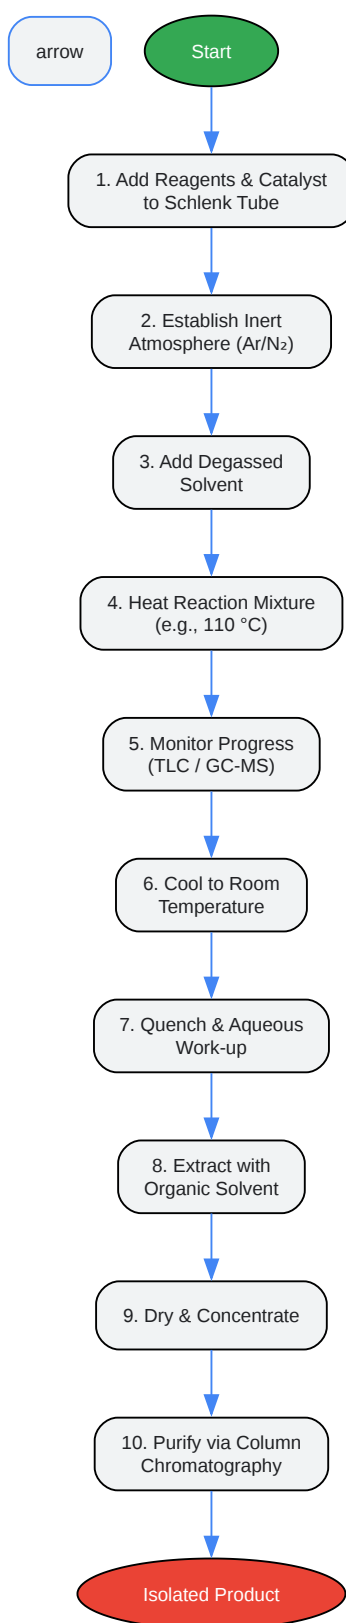 arrow
Start
1. Add Reagents & Catalyst
to Schlenk Tube
2. Establish Inert
Atmosphere (Ar/N₂)
3. Add Degassed
Solvent
4. Heat Reaction Mixture
(e.g., 110 °C)
5. Monitor Progress
(TLC / GC-MS)
6. Cool to Room
Temperature
7. Quench & Aqueous
Work-up
8. Extract with
Organic Solvent
9. Dry & Concentrate
10. Purify via Column
Chromatography
Isolated Product